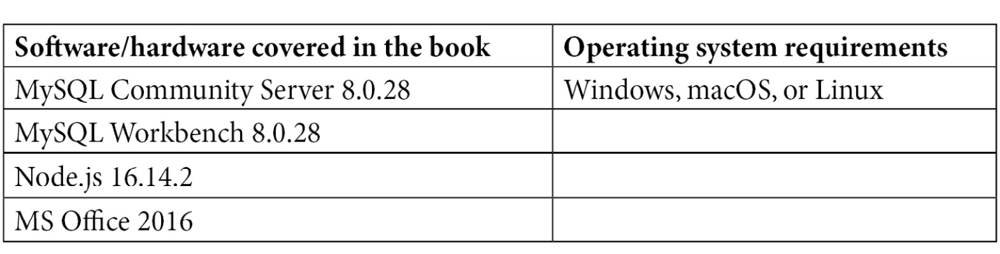 Software/hardware covered in the book Operating system requirements
MySQL Community Server 8.0.28 Windows, macOS, or Linux
MySQL Workbench 8.0.28
Node.js 16.14.2
MS Office 2016